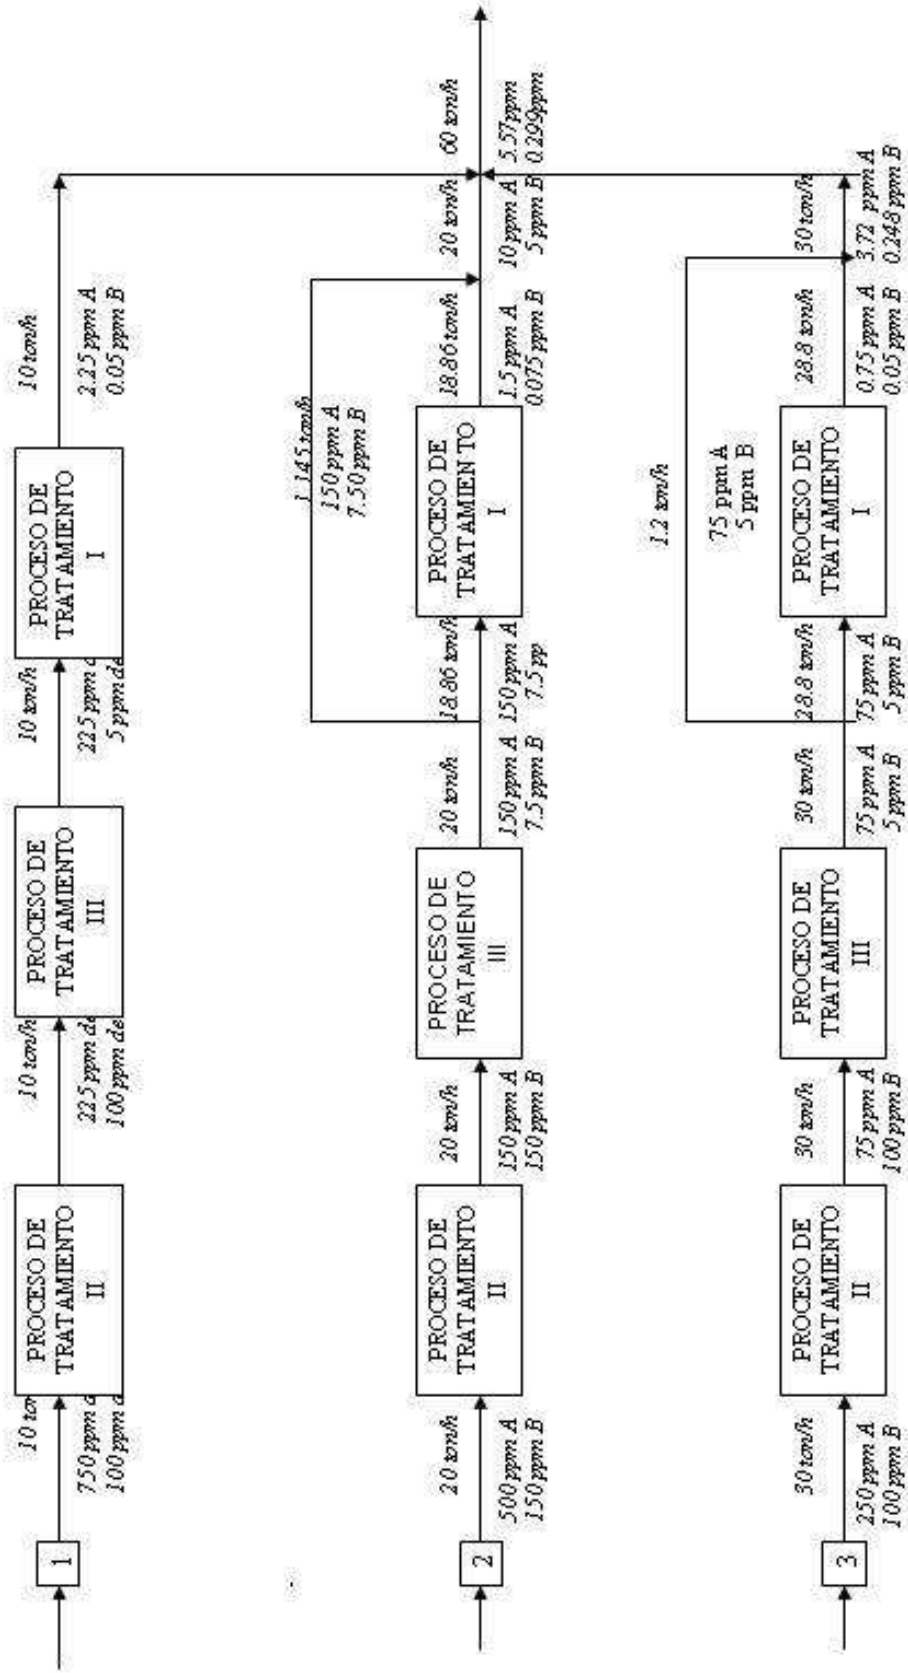 10 ton/h
2.25 ppm A
0.05 ppm B
PROCESO DE
TRATAMIENTO
I
10 ton/h
225 ppm d
5 ppm de
PROCESO DE
TRATAMIENTO
III
10 ton/h
225 ppm de
100 ppm de
PROCESO DE
TRATAMIENTO
II
10 ton
750 ppm d
100 ppm d
1
60 ton/h
5.57ppm
0.299ppm
20 ton/h
10 ppm A
5 ppm B
18.86 ton/h
1.5 ppm A
0.075 ppm B
1.145 ton/h
150 ppm A
7.50 ppm B
PROCESO DE
TRATAMIENTO
I
18.86 ton/h
150 ppm A
7.5 pp
20 ton/h
150 ppm A
7.5 ppm B
PROCESO DE
TRATAMIENTO
III
20 ton/h
150 ppm A
150 ppm B
PROCESO DE
TRATAMIENTO
II
20 ton/h
500 ppm A
150 ppm B
2
30 ton/h
3.72 ppm A
0.248 ppm B
28.8 ton/h
0.75 ppm A
0.05 ppm B
1.2 ton/h
75 ppm A
5 ppm B
PROCESO DE
TRATAMIENTO
I
28.8 ton/h
75 ppm A
5 ppm B
30 ton/h
75 ppm A
5 ppm B
PROCESO DE
TRATAMIENTO
III
30 ton/h
75 ppm A
100 ppm B
PROCESO DE
TRATAMIENTO
II
30 ton/h
250 ppm A
100 ppm B
3